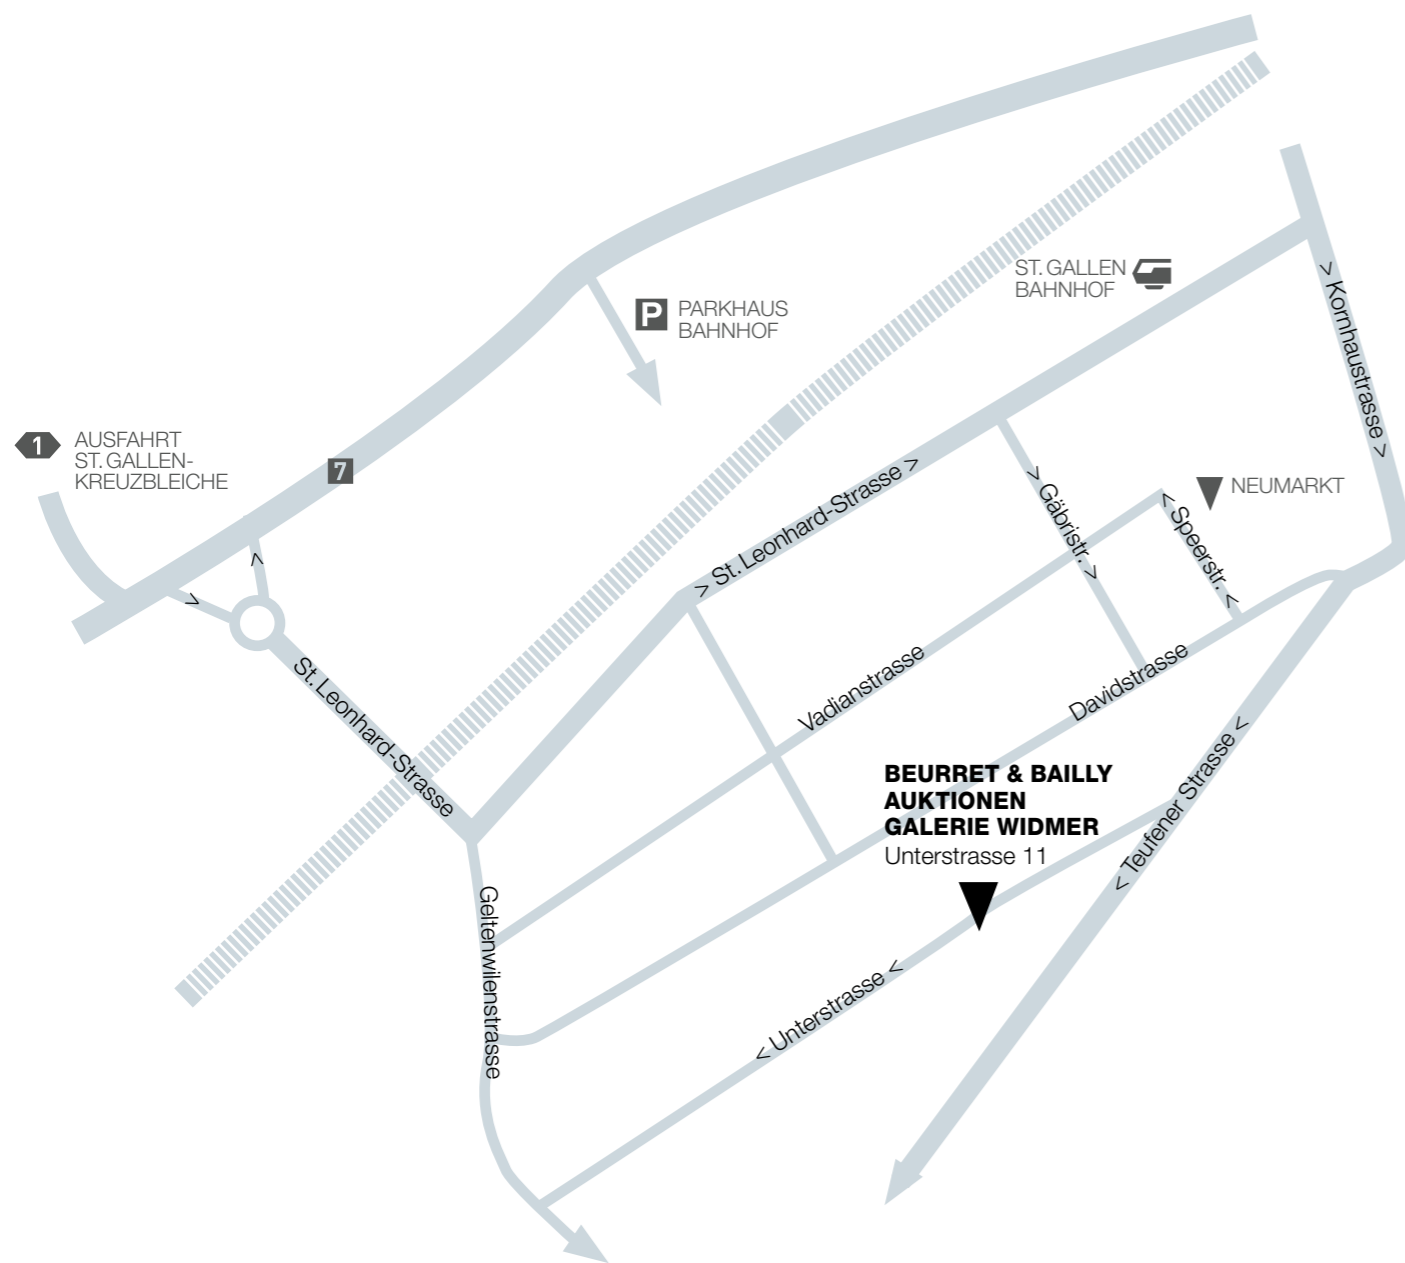 ST. GALLEN
BAHNHOF
P
PARKHAUS
BAHNHOF
> Kornhaustrasse >
1
AUSFAHRT
ST. GALLEN-
KREUZBLEICHE
7
> St. Leonhard-Strasse >
> Gäbristr. >
< Speerstr. <
NEUMARKT
>
>
St. Leonhard-Strasse
Vadianstrasse
Davidstrasse
BEURRET & BAILLY
AUKTIONEN
GALERIE WIDMER
Unterstrasse 11
< Teufener Strasse <
Geltenwilenstrasse
< Unterstrasse <